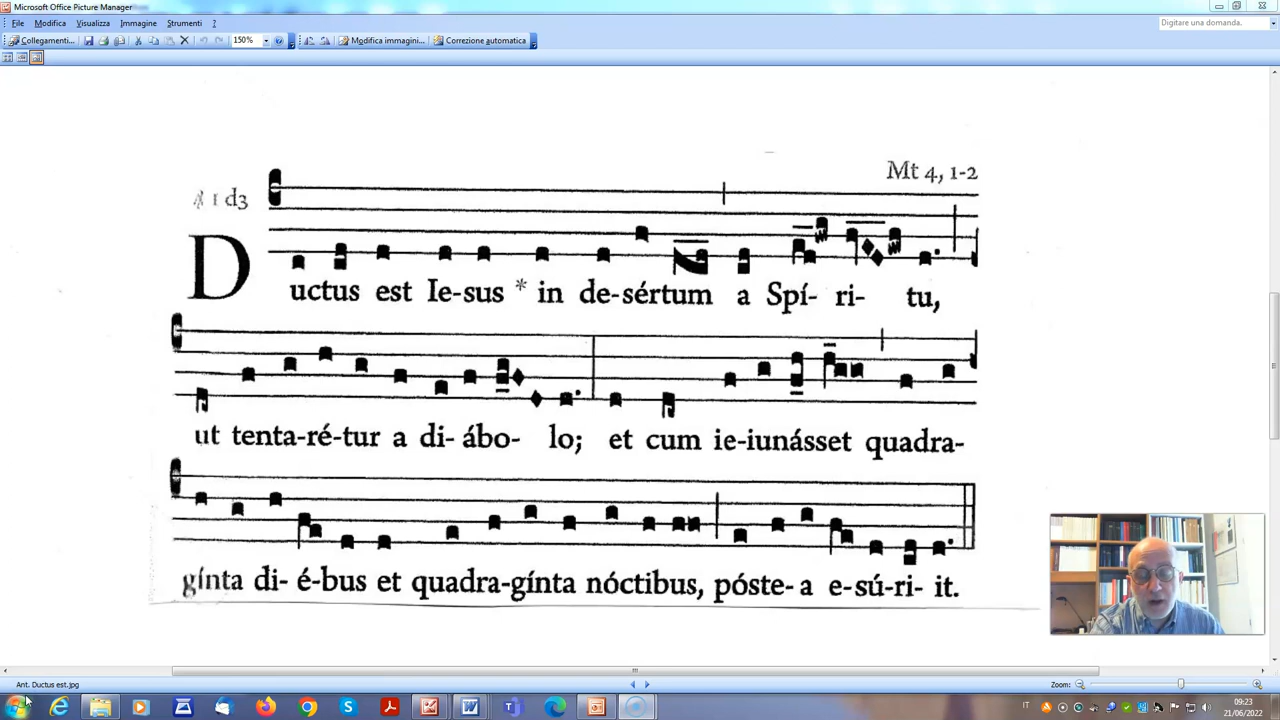 Microsoft Office Picture Manager
File Modifica Visualizza Immagine Strumenti ?
Digitare una domanda.
Collegamenti... 150% Modifica immagini... Correzione automatica
Mt 4, 1-2
1 d3
Ductus est Ie-sus * in de-sértum a Spí- ri- tu,
ut tenta-ré-tur a di- ábo- lo; et cum ie-iunásset quadra-
gínta di- é-bus et quadra-gínta nóctibus, póste- a e-sú-ri- it.
Ant. Ductus est.jpg
Zoom:
IT
09:23
21/06/2022